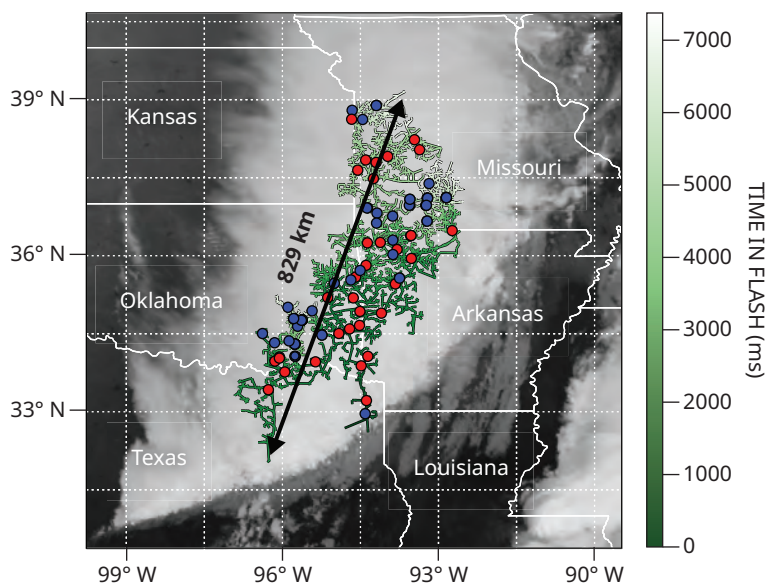 39° N
36° N
33° N
99° W
96° W
93° W
90° W
Kansas
Missouri
829 km
Oklahoma
Arkansas
Texas
Louisiana
7000
6000
5000
4000
3000
2000
1000
0
TIME IN FLASH (ms)